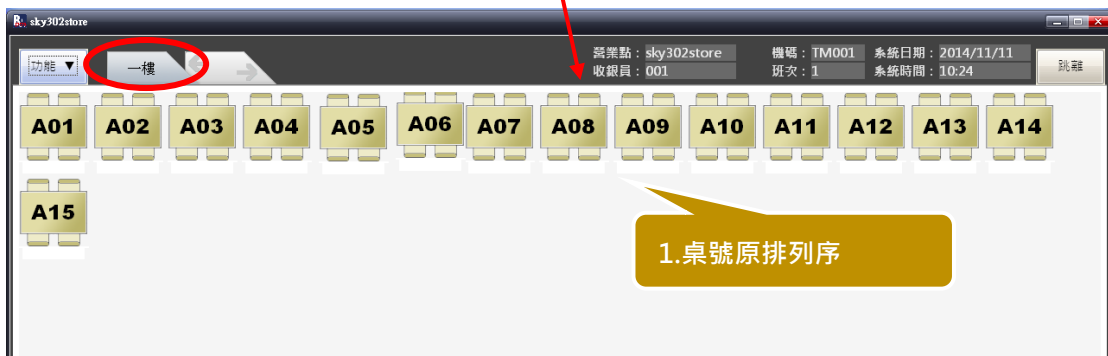 sky302store
功能 ▼
一樓
營業點：sky302store
機碼：TM001
系統日期：2014/11/11
收銀員：001
班次：1
系統時間：10:24
跳離
A01 A02 A03 A04 A05 A06 A07 A08 A09 A10 A11 A12 A13 A14
A15
1.桌號原排列序